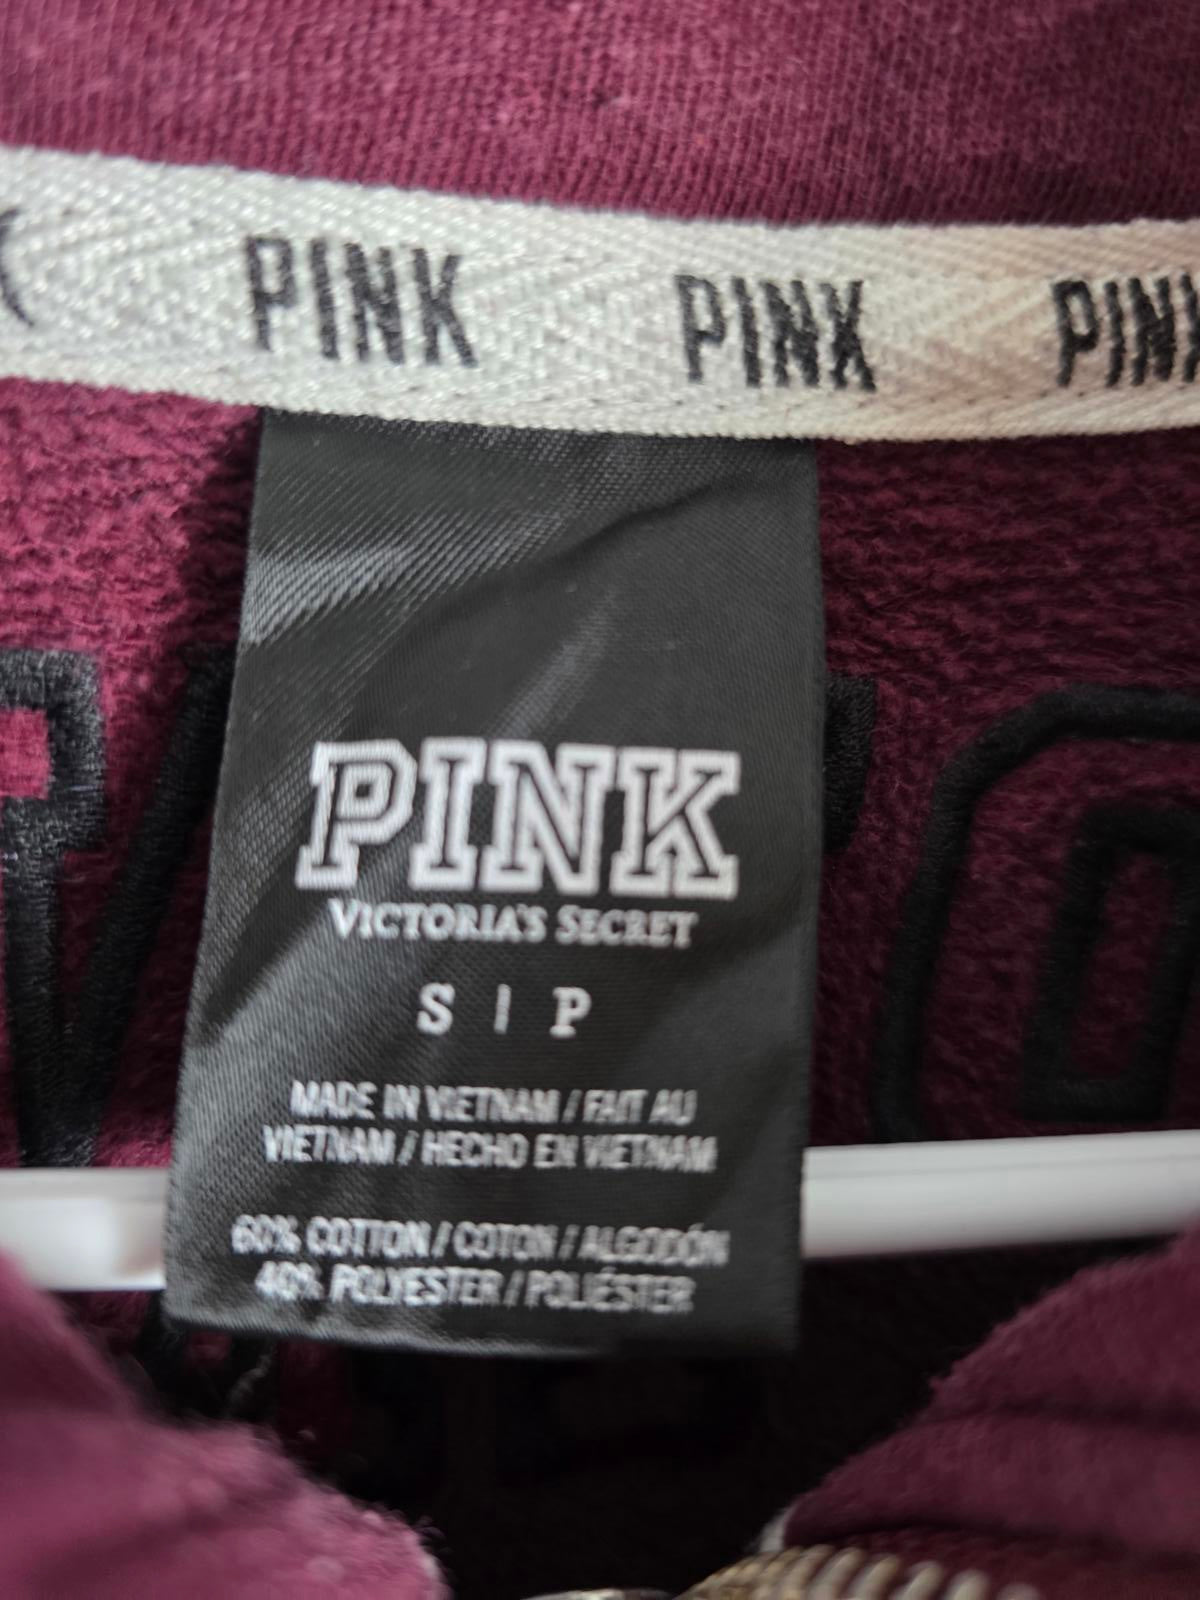 PINK PINK PINK
PINK
VICTORIA'S SECRET
S | P
MADE IN VIETNAM / FAIT AU
VIETNAM / HECHO EN VIETNAM
60% COTTON / COTON / ALGODÓN
40% POLYESTER / POLIÉSTER